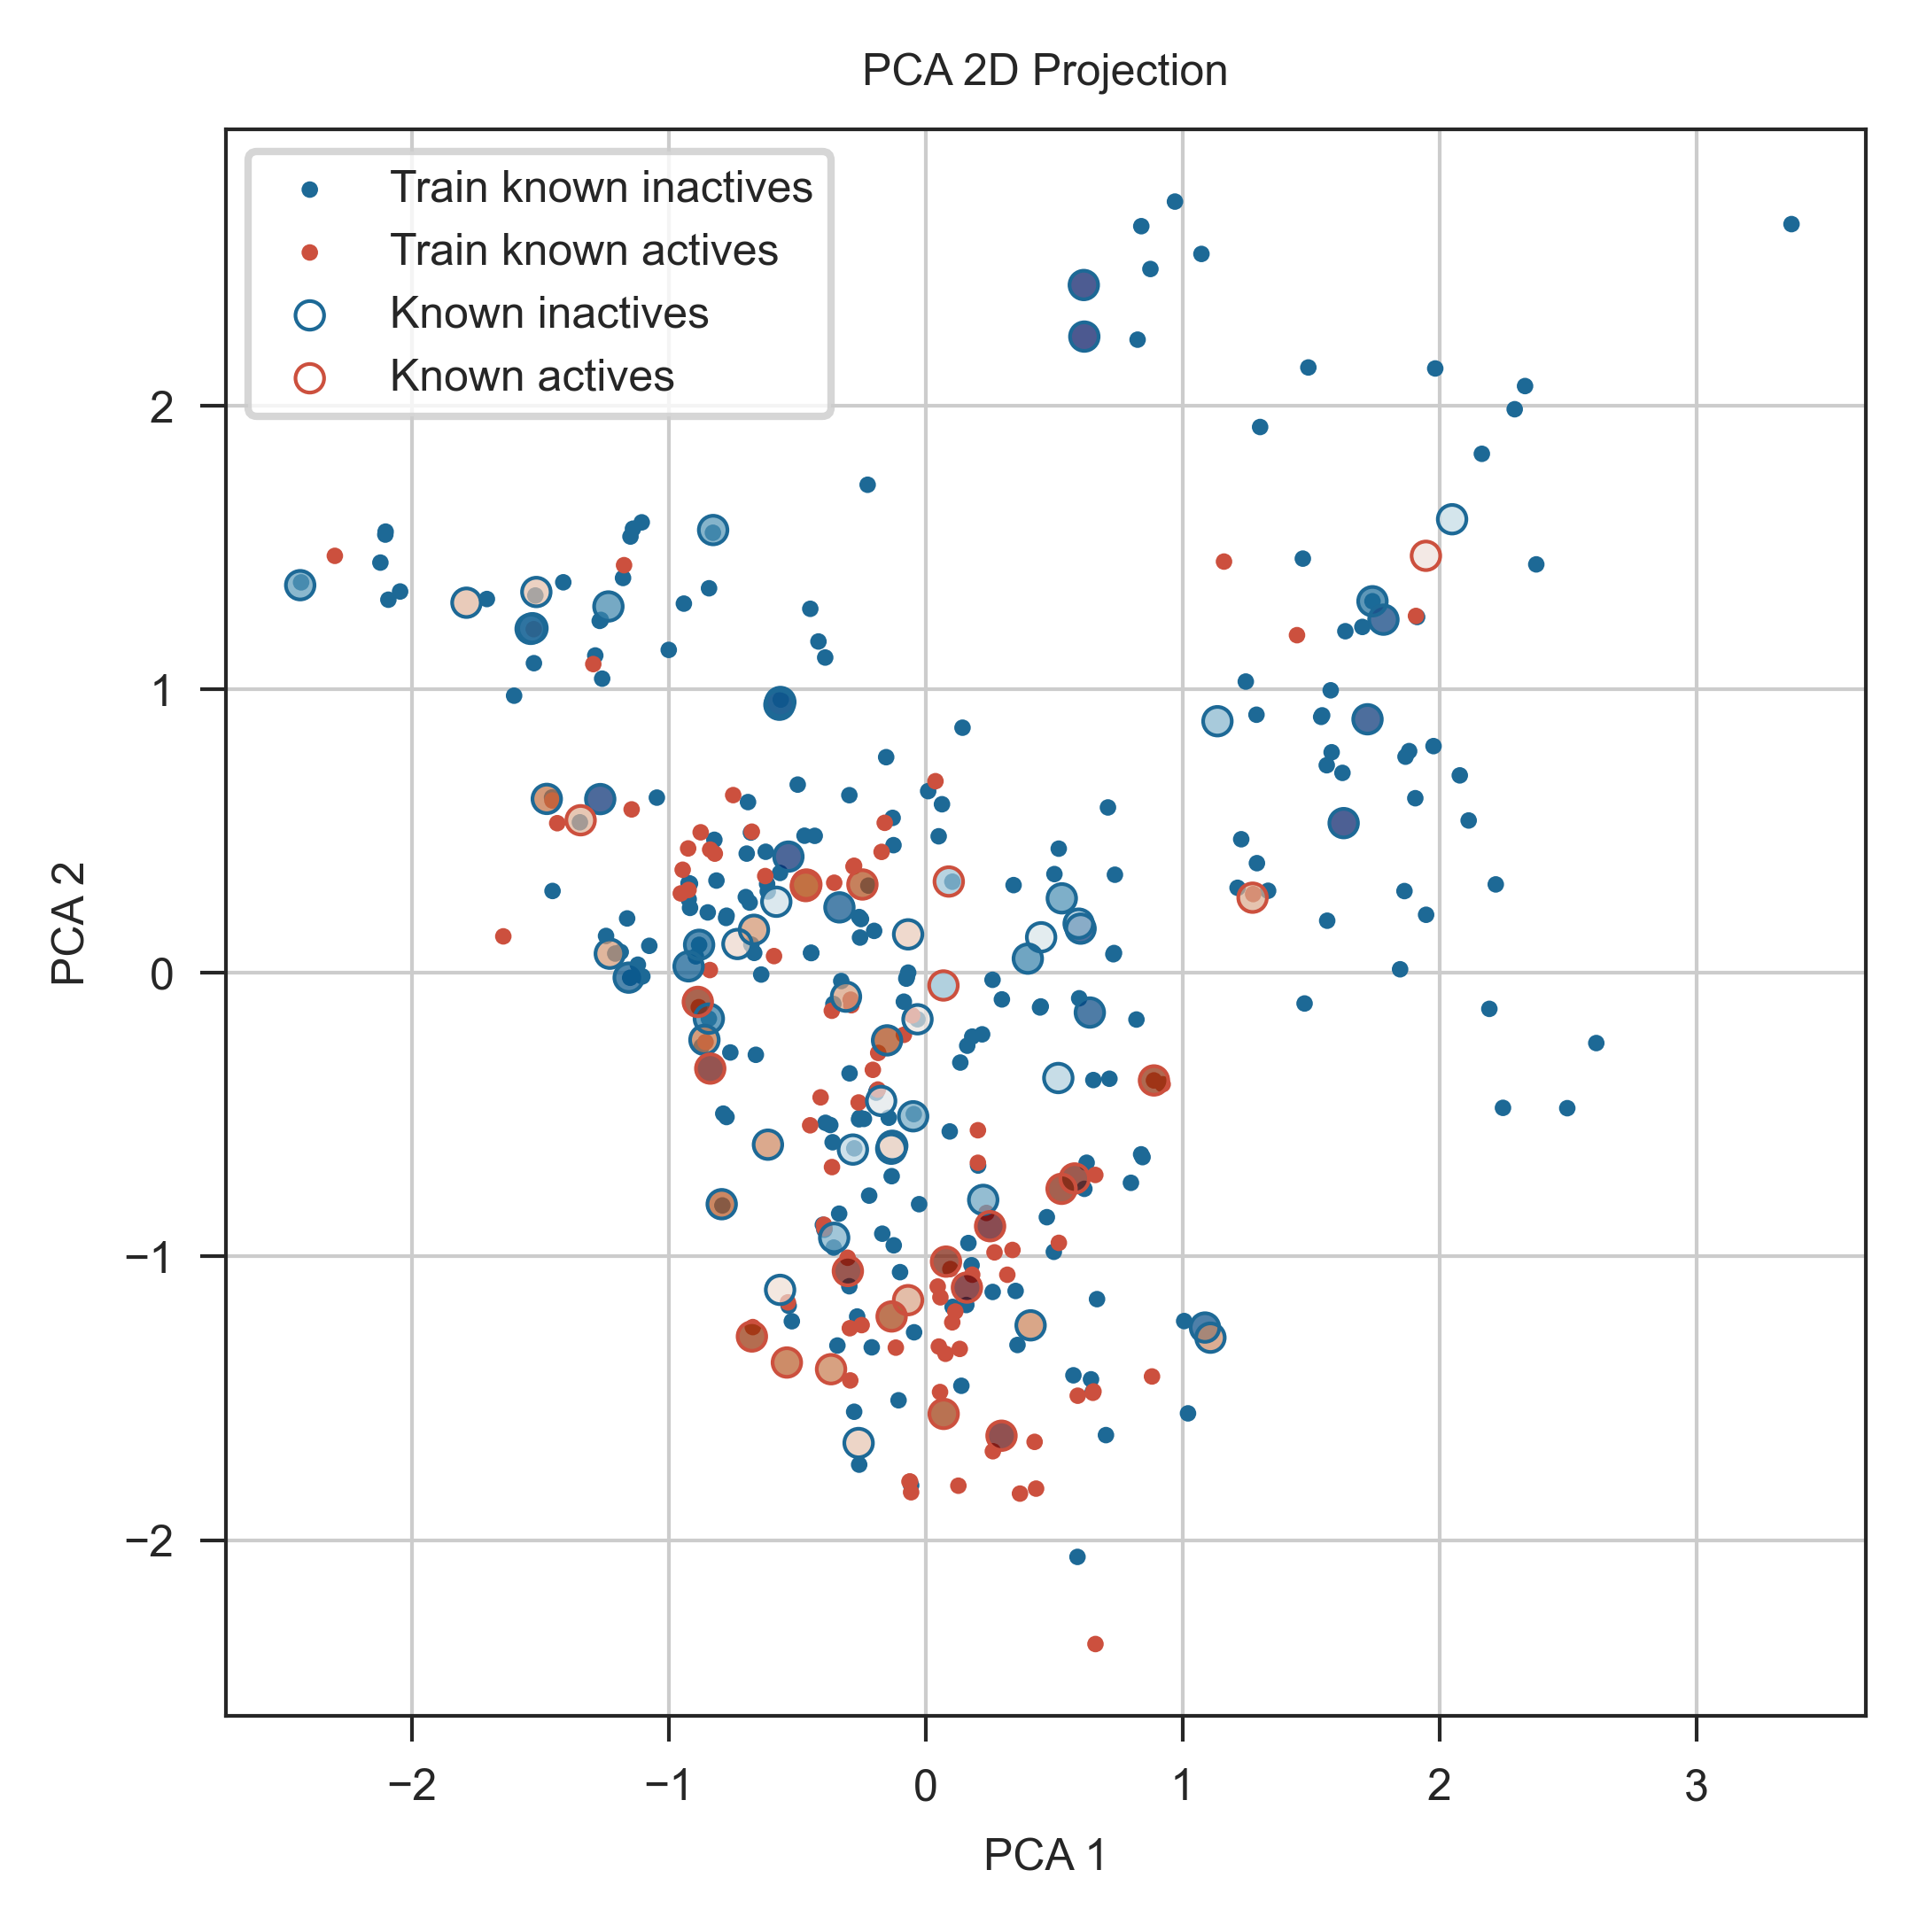 PCA 2D Projection
Train known inactives
Train known actives
Known inactives
Known actives
2
1
0
−1
−2
PCA 2
−2
−1
0
1
2
3
PCA 1